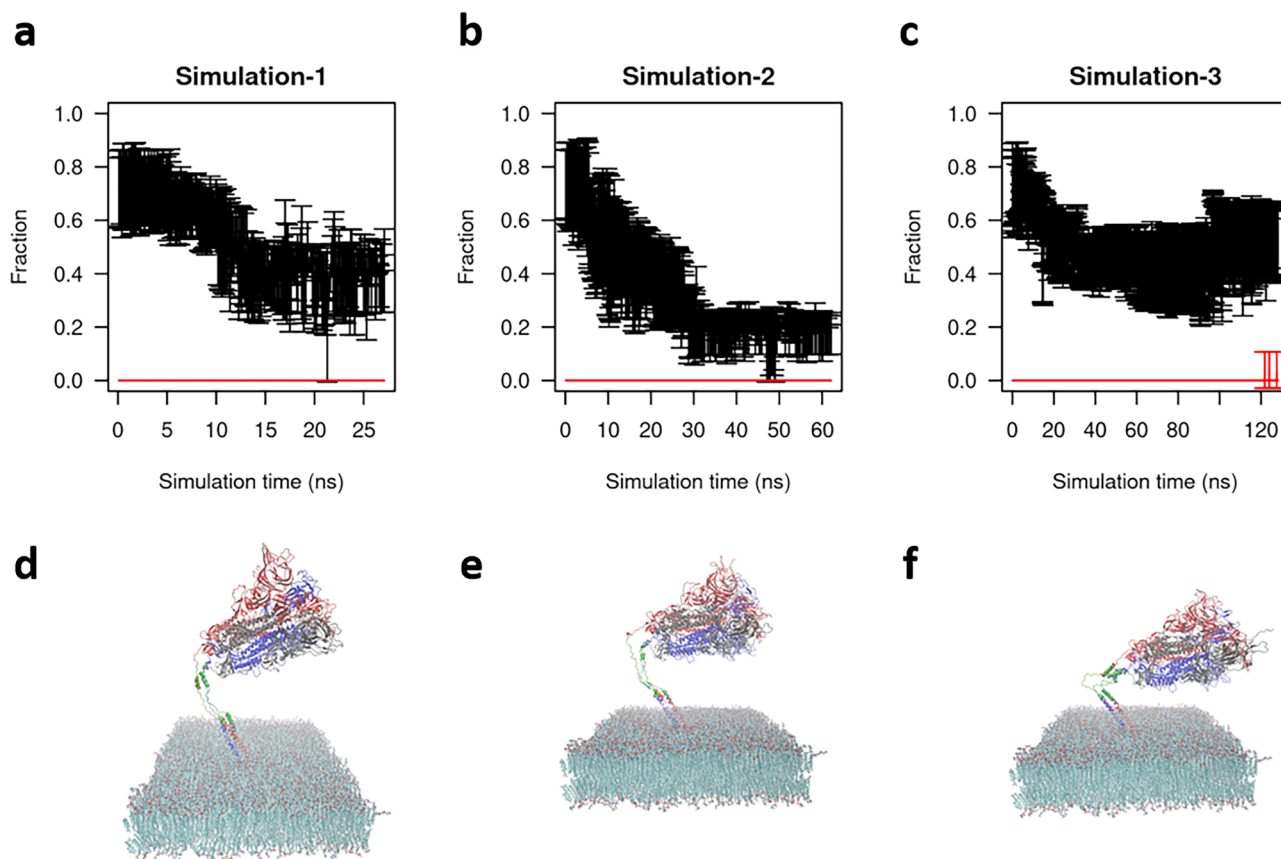 a
b
c
Simulation-1
Simulation-2
Simulation-3
Fraction
1.0
0.8
0.6
0.4
0.2
0.0
0 5 10 15 20 25
Simulation time (ns)
Fraction
1.0
0.8
0.6
0.4
0.2
0.0
0 10 20 30 40 50 60
Simulation time (ns)
Fraction
1.0
0.8
0.6
0.4
0.2
0.0
0 20 40 60 80 100 120
Simulation time (ns)
d
e
f